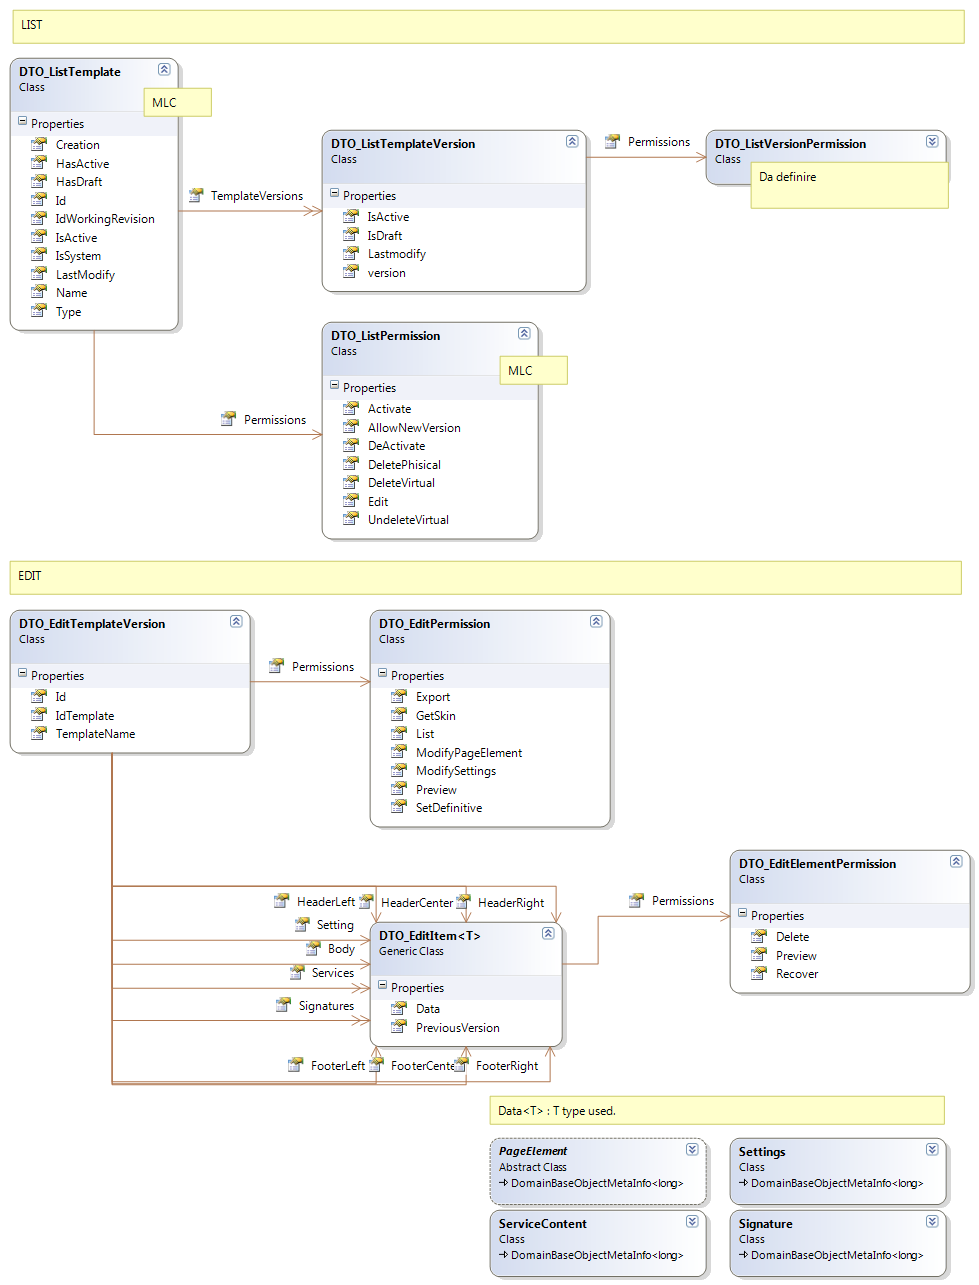 LIST
DTO_ListTemplate
Class
MLC
Properties
Creation
HasActive
HasDraft
Id
IdWorkingRevision
IsActive
IsSystem
LastModify
Name
Type
TemplateVersions
DTO_ListTemplateVersion
Class
Properties
IsActive
IsDraft
Lastmodify
version
Permissions
DTO_ListVersionPermission
Class
Da definire
Permissions
DTO_ListPermission
Class
MLC
Properties
Activate
AllowNewVersion
DeActivate
DeletePhisical
DeleteVirtual
Edit
UndeleteVirtual
EDIT
DTO_EditTemplateVersion
Class
Properties
Id
IdTemplate
TemplateName
Permissions
DTO_EditPermission
Class
Properties
Export
GetSkin
List
ModifyPageElement
ModifySettings
Preview
SetDefinitive
HeaderLeft
HeaderCenter
HeaderRight
Setting
Body
Services
Signatures
DTO_EditItem<T>
Generic Class
Properties
Data
PreviousVersion
FooterLeft
FooterCente
FooterRight
Permissions
DTO_EditElementPermission
Class
Properties
Delete
Preview
Recover
Data<T> : T type used.
PageElement
Abstract Class
DomainBaseObjectMetaInfo<long>
Settings
Class
DomainBaseObjectMetaInfo<long>
ServiceContent
Class
DomainBaseObjectMetaInfo<long>
Signature
Class
DomainBaseObjectMetaInfo<long>